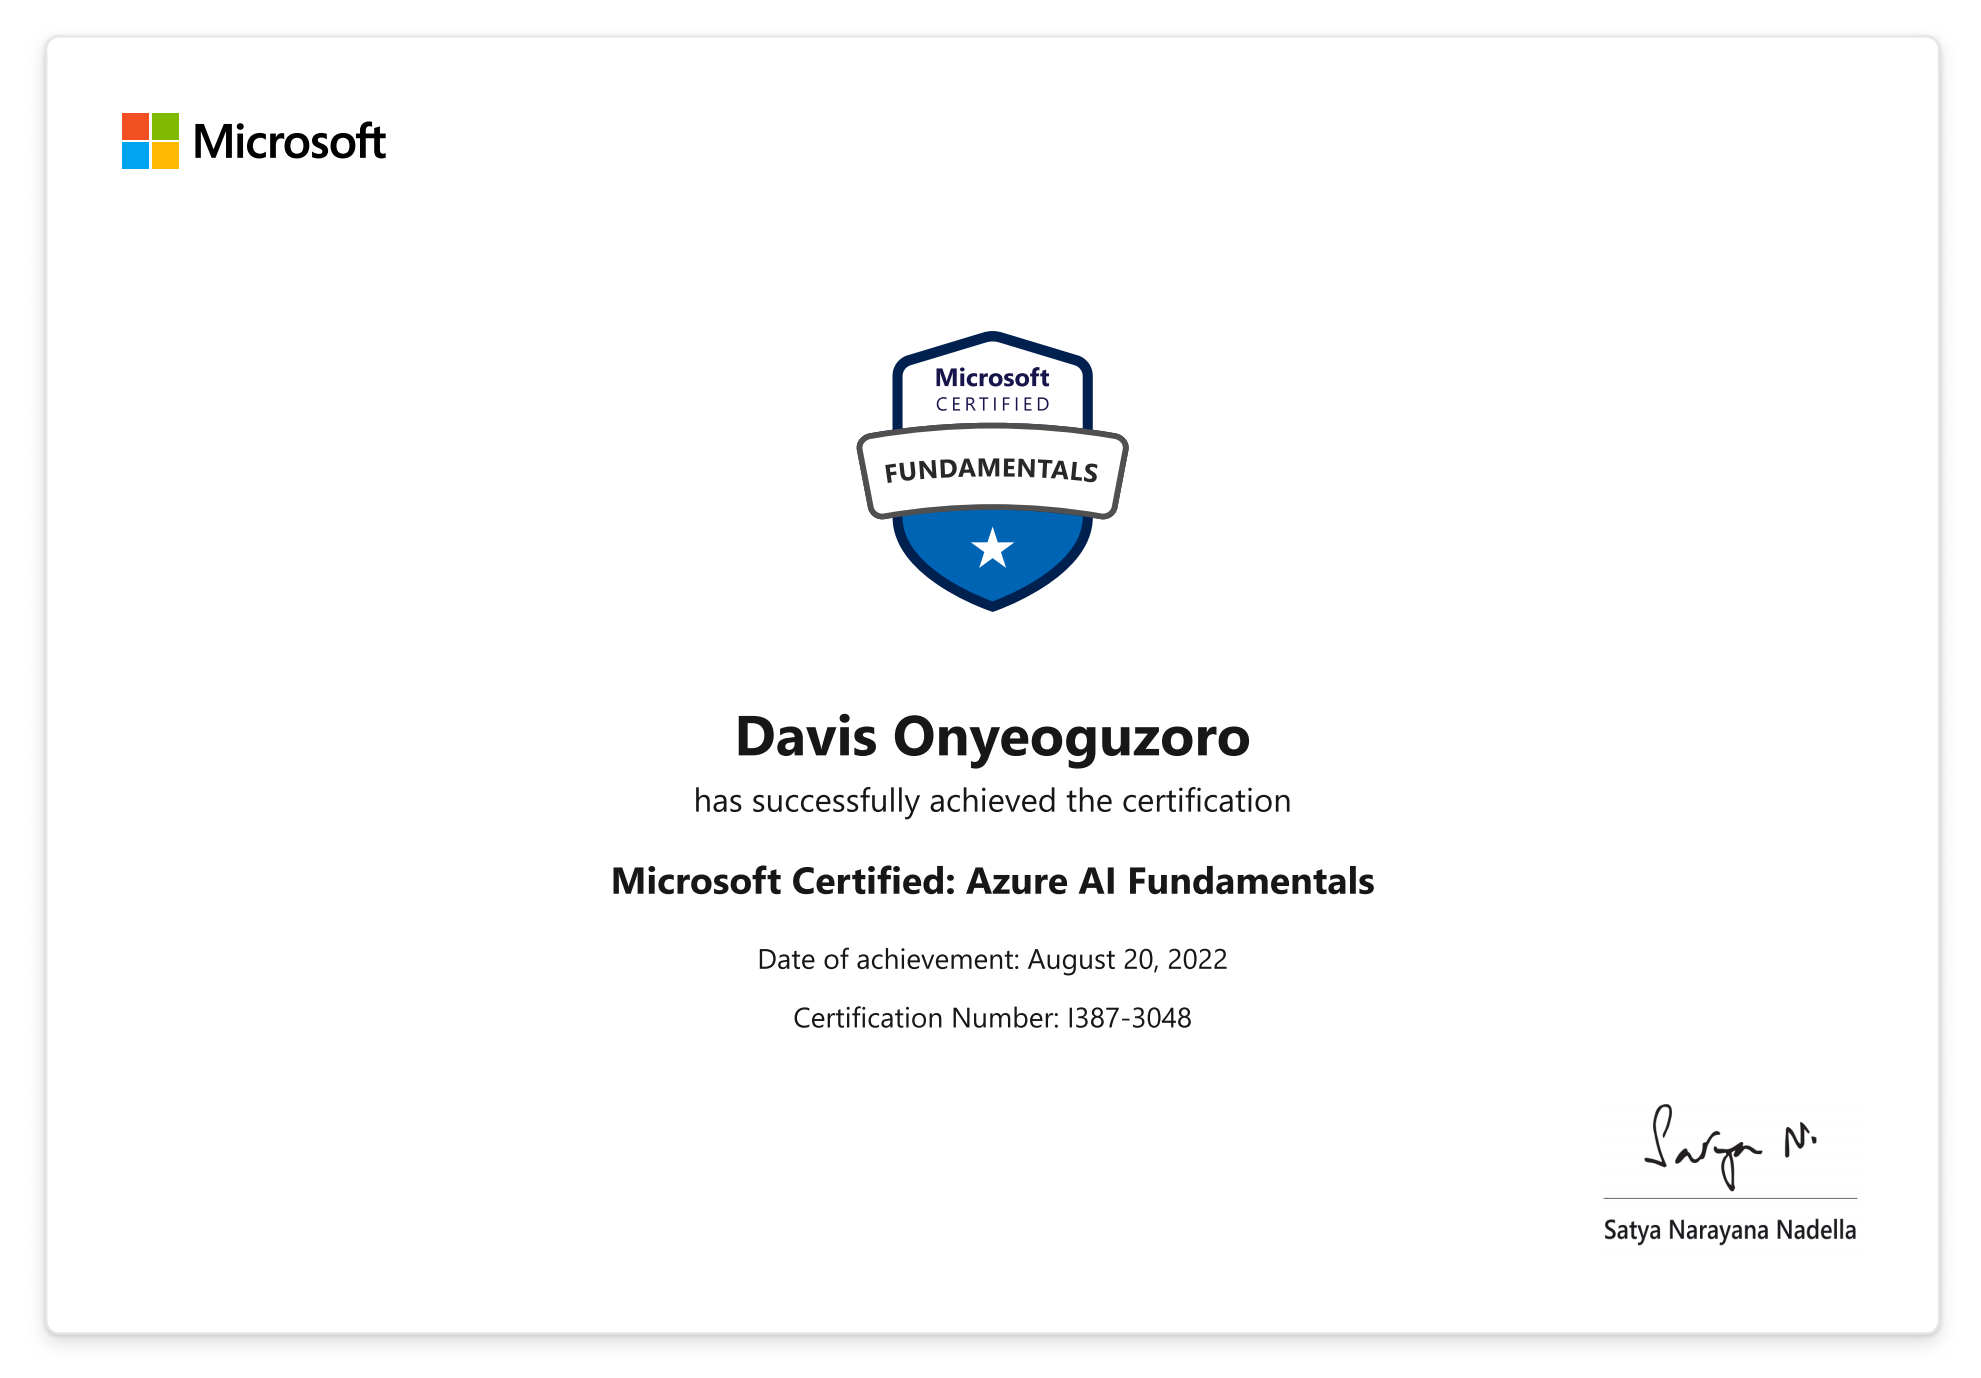 Microsoft
Microsoft
CERTIFIED
FUNDAMENTALS
Davis Onyeoguzoro
has successfully achieved the certification
Microsoft Certified: Azure AI Fundamentals
Date of achievement: August 20, 2022
Certification Number: I387-3048
Satya N.
Satya Narayana Nadella